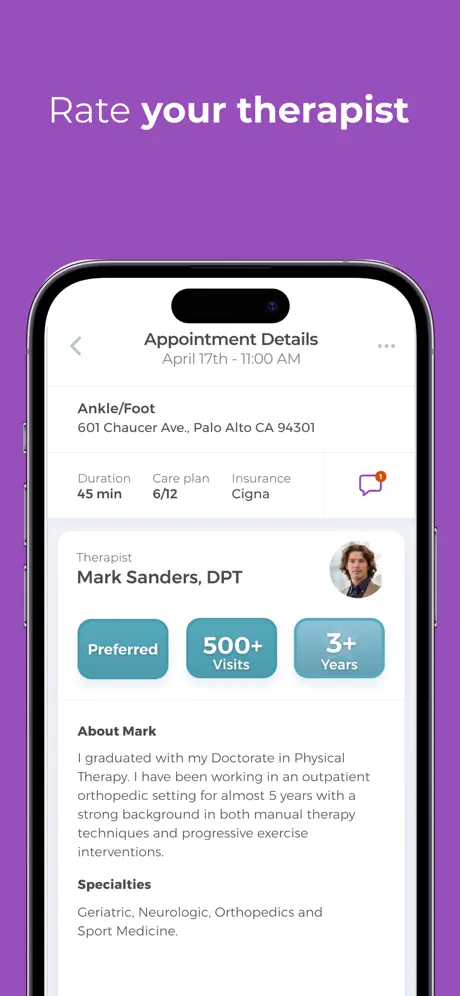 Rate your therapist
Appointment Details
April 17th - 11:00 AM
Ankle/Foot
601 Chaucer Ave., Palo Alto CA 94301
Duration Care plan Insurance
45 min 6/12 Cigna
1
Therapist
Mark Sanders, DPT
Preferred 500+ Visits 3+ Years
About Mark
I graduated with my Doctorate in Physical
Therapy. I have been working in an outpatient
orthopedic setting for almost 5 years with a
strong background in both manual therapy
techniques and progressive exercise
interventions.
Specialties
Geriatric, Neurologic, Orthopedics and
Sport Medicine.